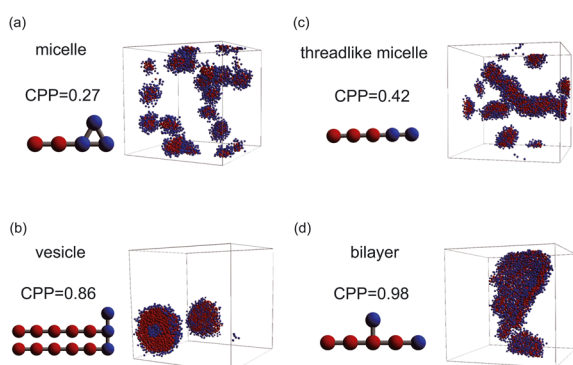 (a)
micelle
CPP=0.27
(b)
vesicle
CPP=0.86
(c)
threadlike micelle
CPP=0.42
(d)
bilayer
CPP=0.98